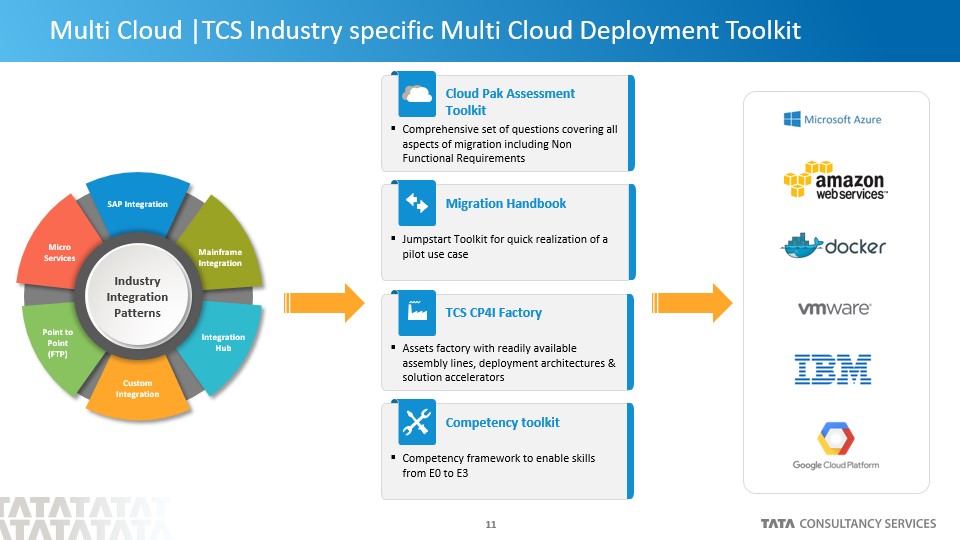 Multi Cloud |TCS Industry specific Multi Cloud Deployment Toolkit
SAP Integration
Mainframe
Integration
Integration
Hub
Custom
Integration
Point to
Point
(FTP)
Micro
Services
Industry
Integration
Patterns
Cloud Pak Assessment
Toolkit
▪ Comprehensive set of questions covering all
aspects of migration including Non
Functional Requirements
Migration Handbook
▪ Jumpstart Toolkit for quick realization of a
pilot use case
TCS CP4I Factory
▪ Assets factory with readily available
assembly lines, deployment architectures &
solution accelerators
Competency toolkit
▪ Competency framework to enable skills
from E0 to E3
Microsoft Azure
amazon
webservices™
docker
vmware®
IBM
Google Cloud Platform
TATATATA
TATATATA
11
TATA CONSULTANCY SERVICES